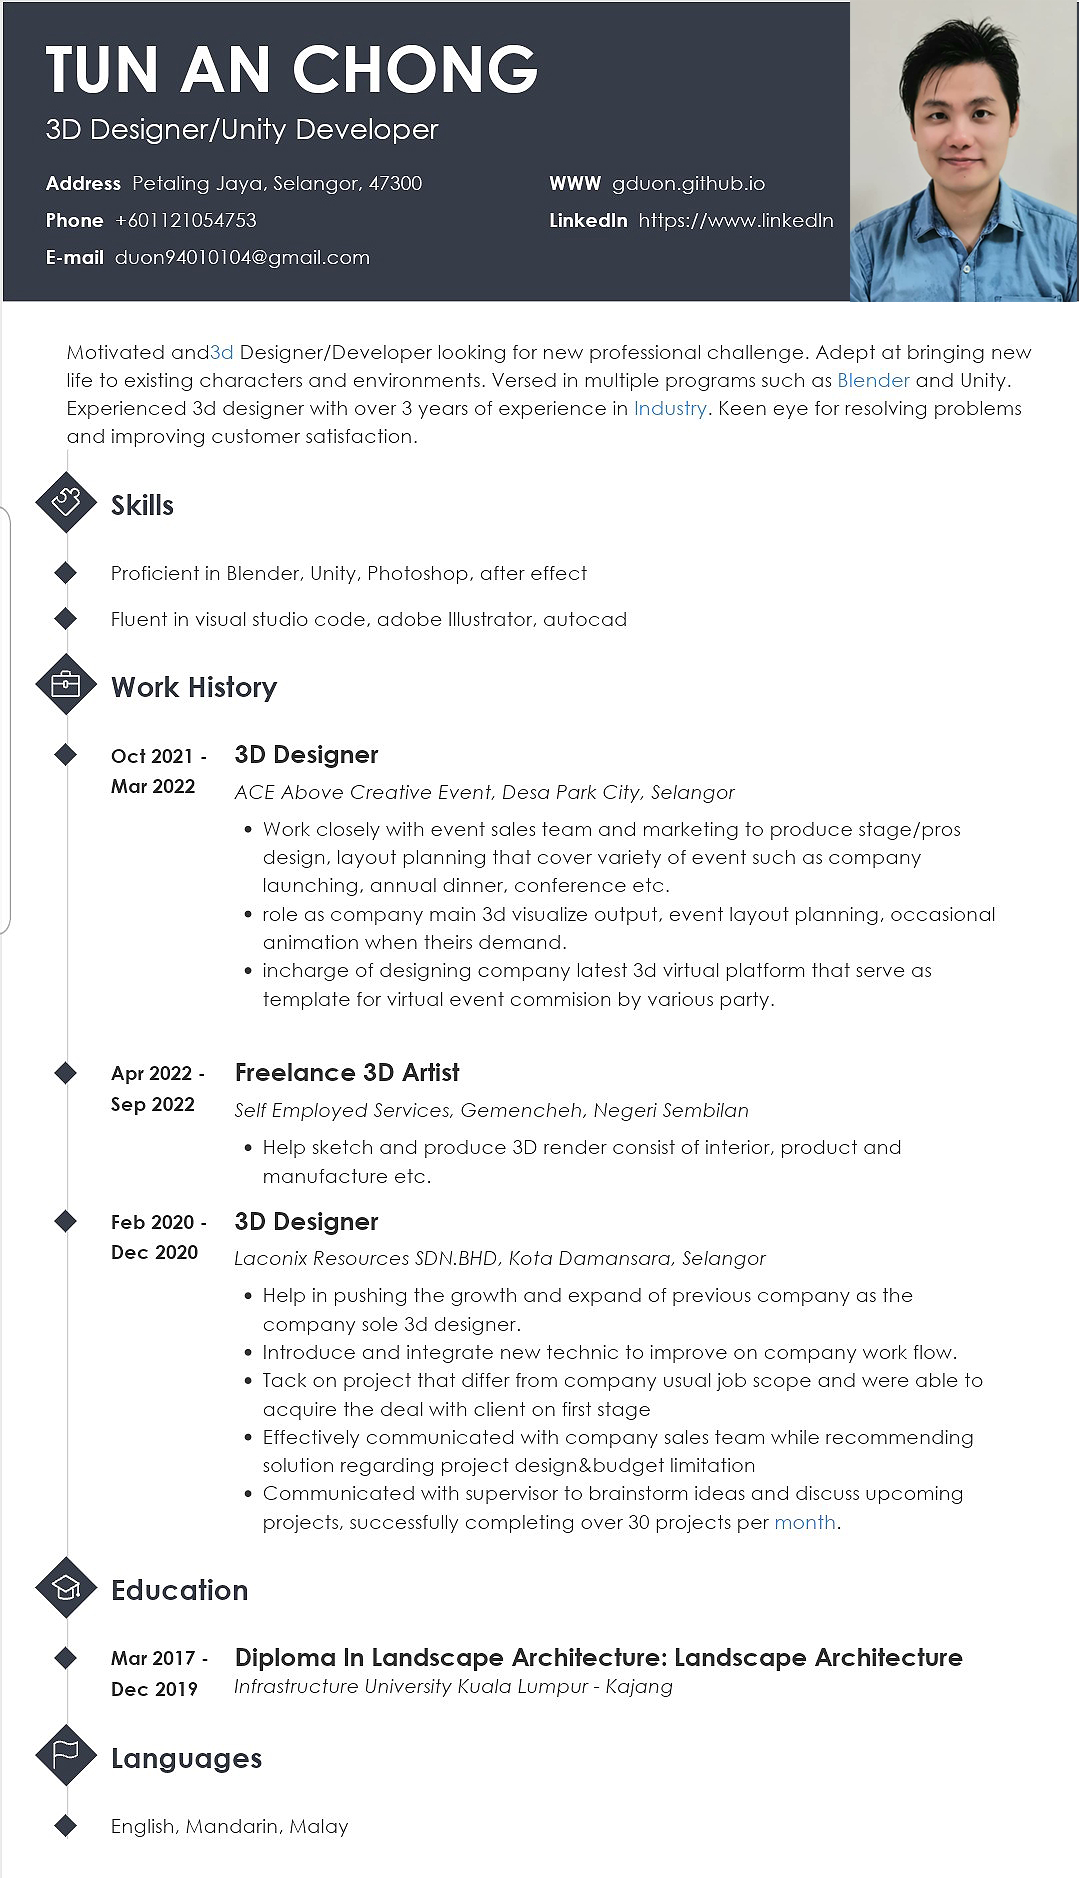 TUN AN CHONG
3D Designer/Unity Developer
Address Petaling Jaya, Selangor, 47300
WWW gduon.github.io
Phone +601121054753
LinkedIn https://www.linkedIn
E-mail duon94010104@gmail.com
Motivated and3d Designer/Developer looking for new professional challenge. Adept at bringing new
life to existing characters and environments. Versed in multiple programs such as Blender and Unity.
Experienced 3d designer with over 3 years of experience in Industry. Keen eye for resolving problems
and improving customer satisfaction.
Skills
Proficient in Blender, Unity, Photoshop, after effect
Fluent in visual studio code, adobe Illustrator, autocad
Work History
Oct 2021 -
Mar 2022
3D Designer
ACE Above Creative Event, Desa Park City, Selangor
• Work closely with event sales team and marketing to produce stage/pros
design, layout planning that cover variety of event such as company
launching, annual dinner, conference etc.
• role as company main 3d visualize output, event layout planning, occasional
animation when theirs demand.
• incharge of designing company latest 3d virtual platform that serve as
template for virtual event commision by various party.
Apr 2022 -
Sep 2022
Freelance 3D Artist
Self Employed Services, Gemencheh, Negeri Sembilan
• Help sketch and produce 3D render consist of interior, product and
manufacture etc.
Feb 2020 -
Dec 2020
3D Designer
Laconix Resources SDN.BHD, Kota Damansara, Selangor
• Help in pushing the growth and expand of previous company as the
company sole 3d designer.
• Introduce and integrate new technic to improve on company work flow.
• Tack on project that differ from company usual job scope and were able to
acquire the deal with client on first stage
• Effectively communicated with company sales team while recommending
solution regarding project design&budget limitation
• Communicated with supervisor to brainstorm ideas and discuss upcoming
projects, successfully completing over 30 projects per month.
Education
Mar 2017 -
Dec 2019
Diploma In Landscape Architecture: Landscape Architecture
Infrastructure University Kuala Lumpur - Kajang
Languages
English, Mandarin, Malay